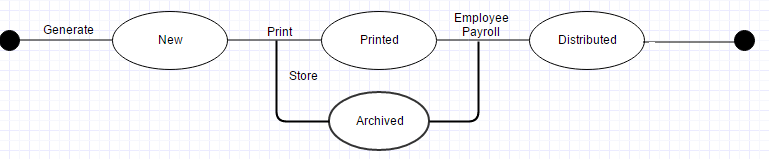 Generate
New
Print
Store
Printed
Archived
Employee
Payroll
Distributed